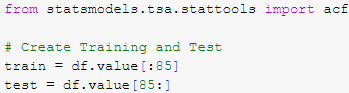 from statsmodels.tsa.stattools import acf
# Create Training and Test
train = df.value[:85]
test = df.value[85:]